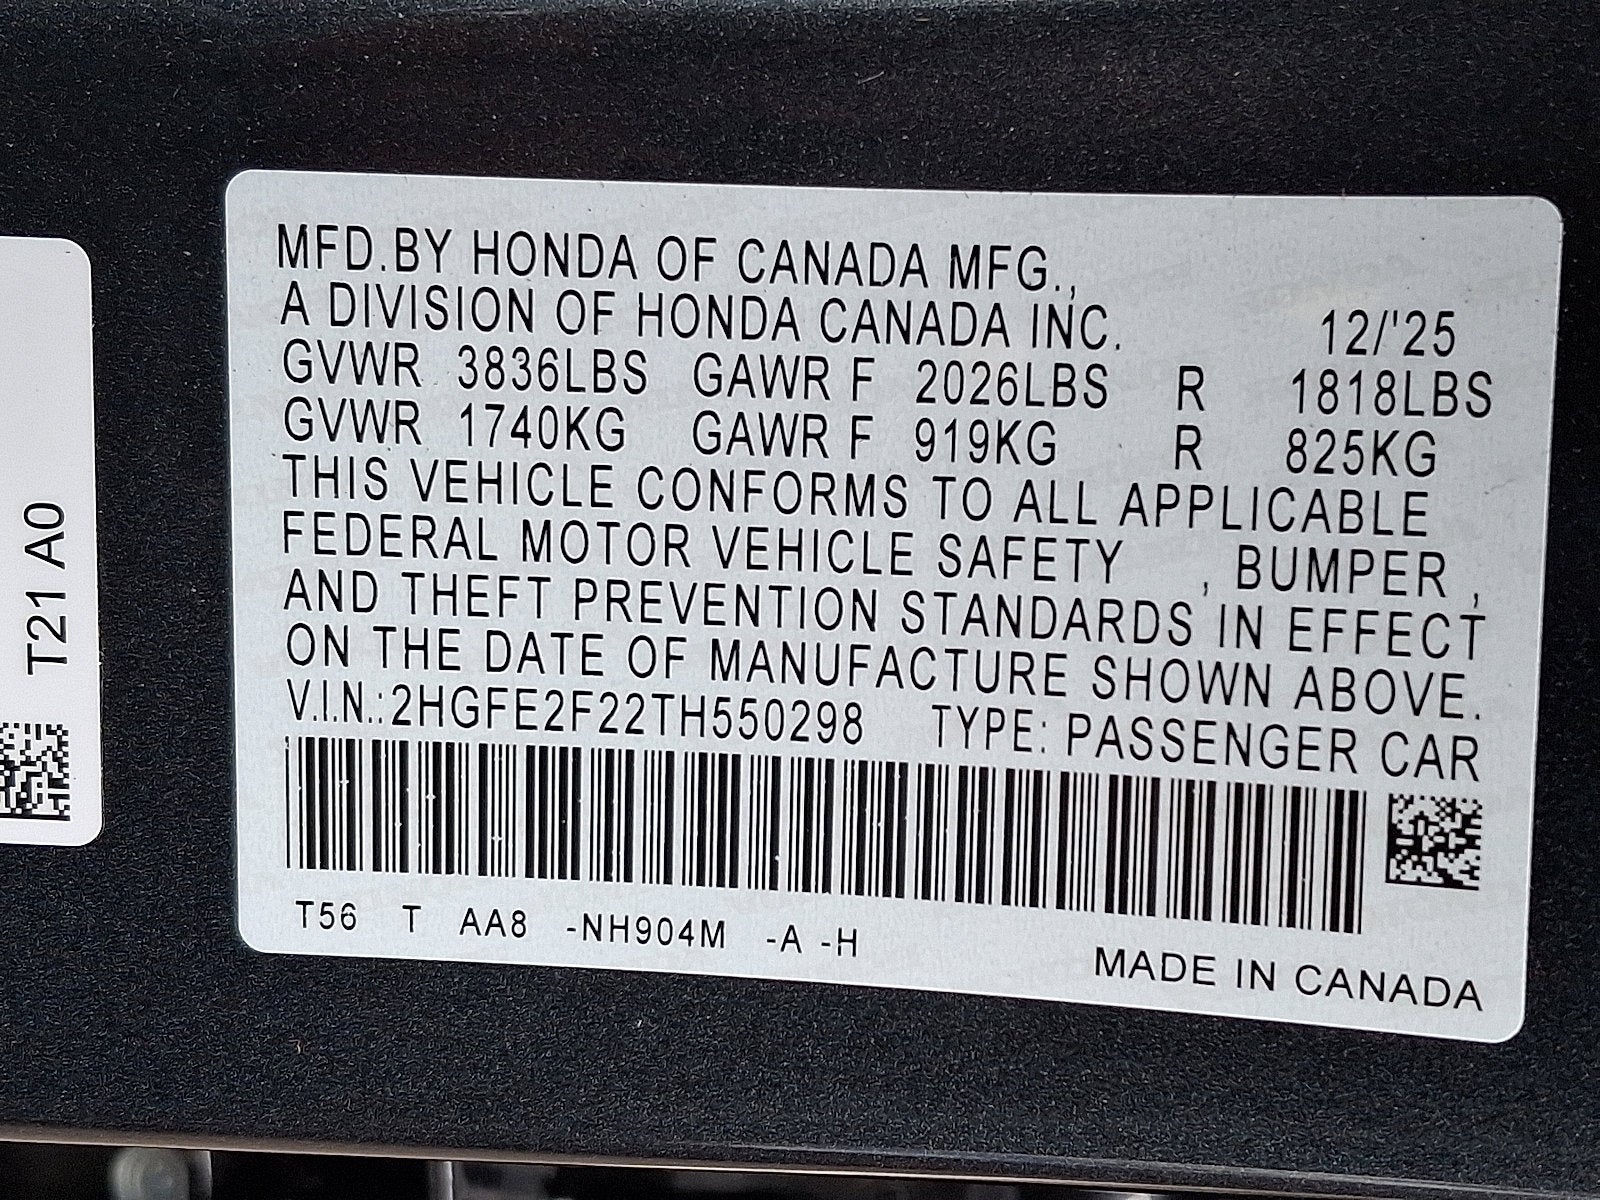 MFD.BY HONDA OF CANADA MFG.,
A DIVISION OF HONDA CANADA INC. 12/'25
GVWR 3836LBS GAWR F 2026LBS R 1818LBS
GVWR 1740KG GAWR F 919KG R 825KG
THIS VEHICLE CONFORMS TO ALL APPLICABLE
FEDERAL MOTOR VEHICLE SAFETY , BUMPER ,
AND THEFT PREVENTION STANDARDS IN EFFECT
ON THE DATE OF MANUFACTURE SHOWN ABOVE.
V.I.N.:2HGFE2F22TH550298 TYPE: PASSENGER CAR
T56 T AA8 -NH904M -A -H
MADE IN CANADA
T21 A0